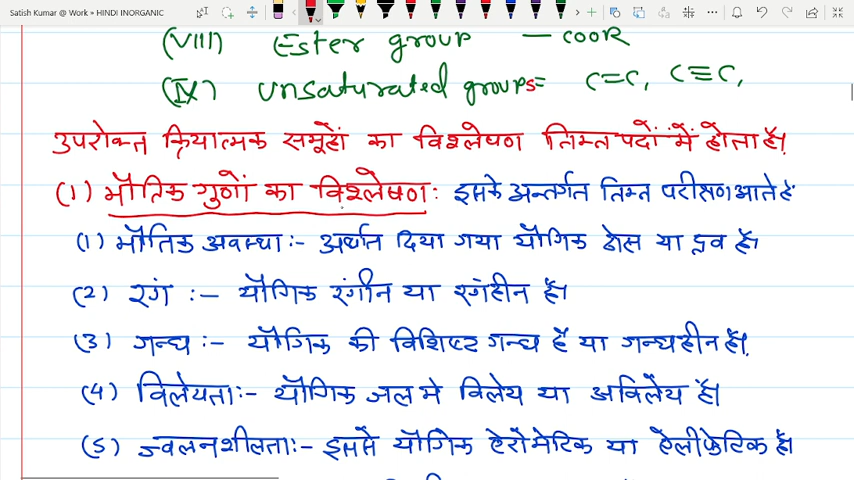 Satish Kumar @ Work » HINDI INORGANIC
(VIII) Ester group — COOR
(IX) Unsaturated groups= C=C, C≡C,
उपरोक्त क्रियात्मक समूहों का विश्लेषण निम्न पदों में होता है।
(1) भौतिक गुणों का विश्लेषण: इसके अन्तर्गत निम्न परीक्षण आते है
(1) भौतिक अवस्था:- अर्थात दिया गया यौगिक ठोस या द्रव है।
(2) रंग :- यौगिक रंगीन या रंगहीन है।
(3) गन्ध :- यौगिक की विशिष्ट गन्ध है या गन्धहीन है।
(4) विलेयता:- यौगिक जल मे विलेय या अविलेय है।
(5) ज्वलनशीलता:- इससे यौगिक ऐरोमेटिक या ऐलीफेटिक है।